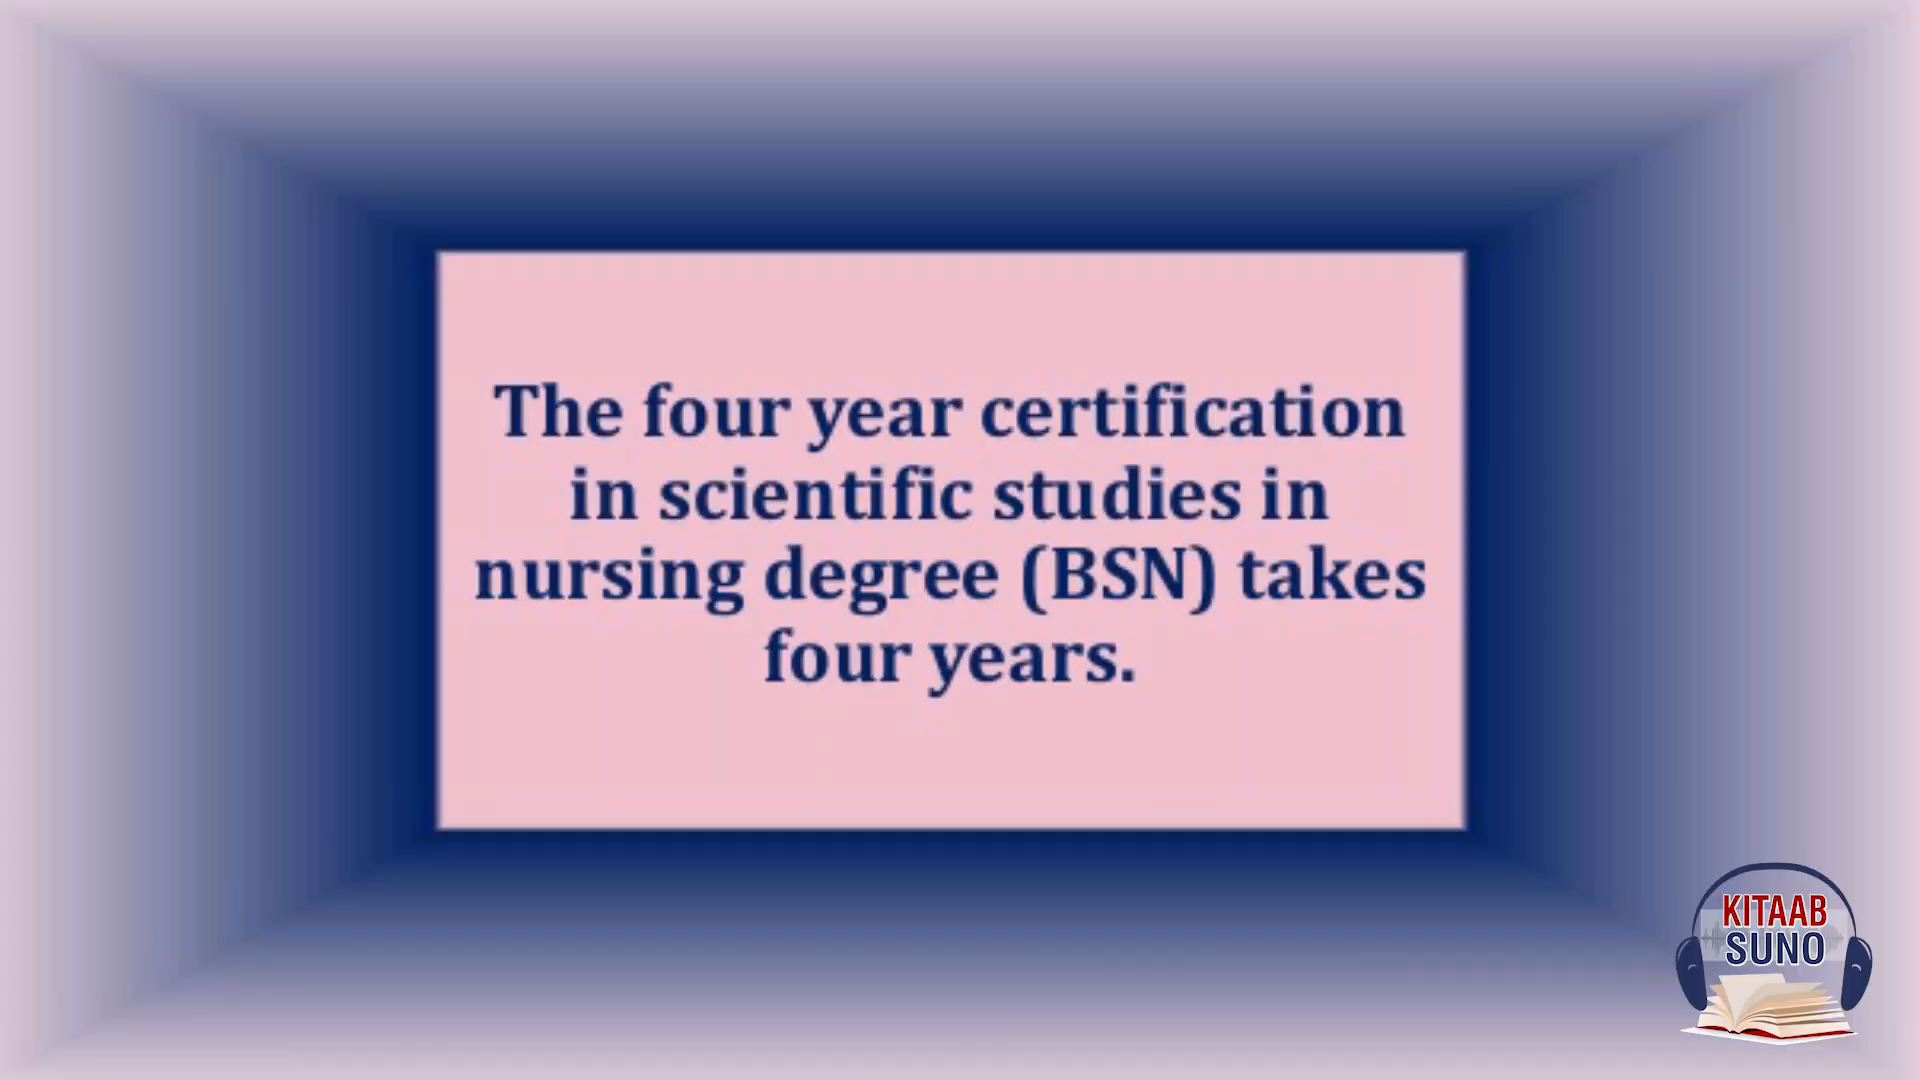 The four year certification
in scientific studies in
nursing degree (BSN) takes
four years.
KITAAB
SUNO